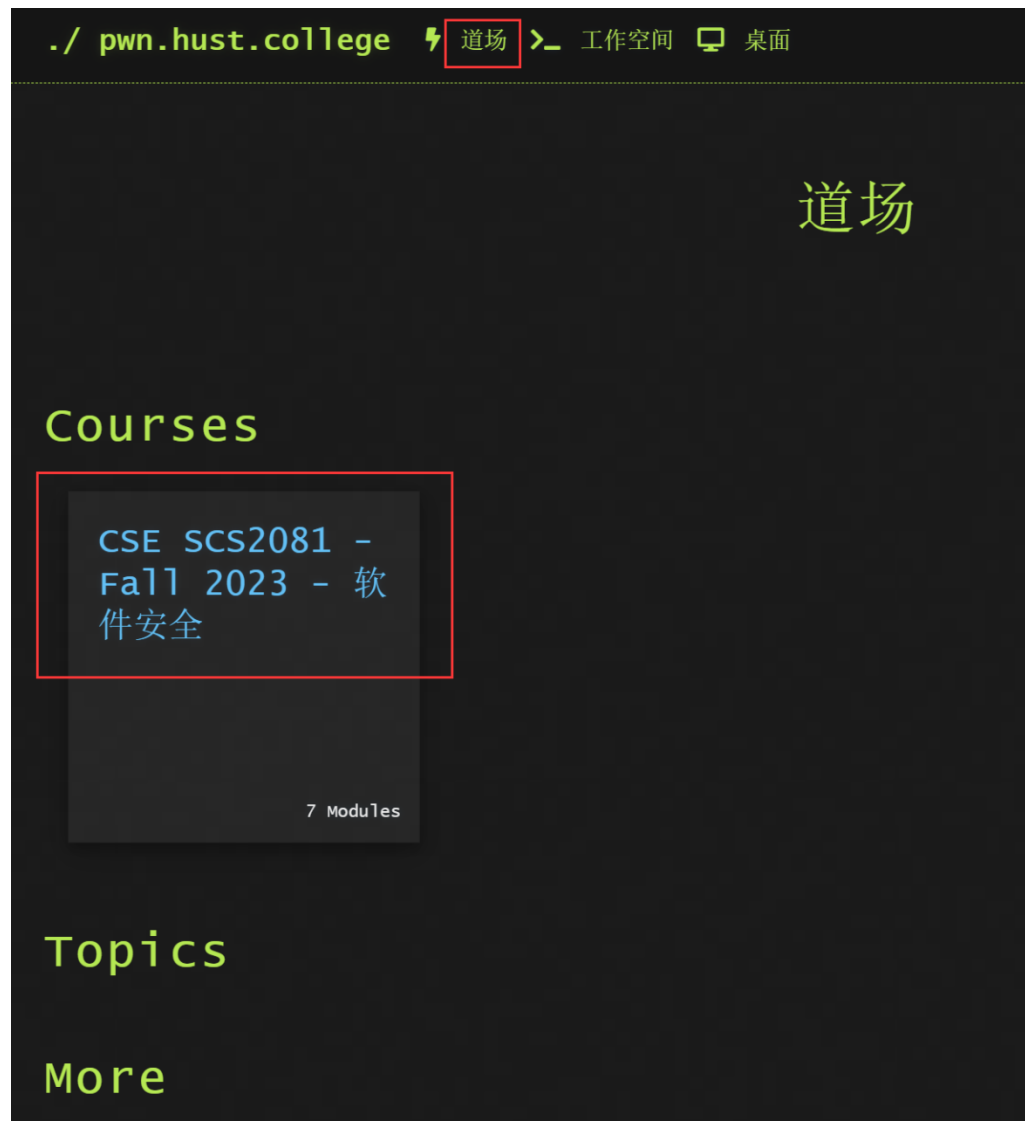 ./ pwn.hust.college 道场 工作空间 桌面
道场
Courses
CSE SCS2081 -
Fall 2023 - 软
件安全
7 Modules
Topics
More